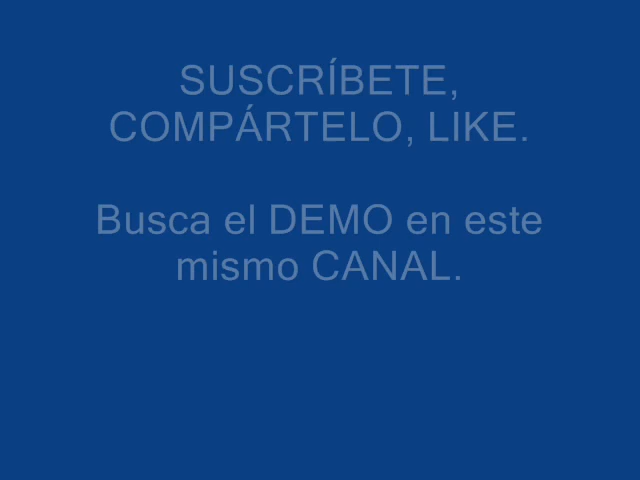 SUSCRÍBETE,
COMPÁRTELO, LIKE.
Busca el DEMO en este
mismo CANAL.